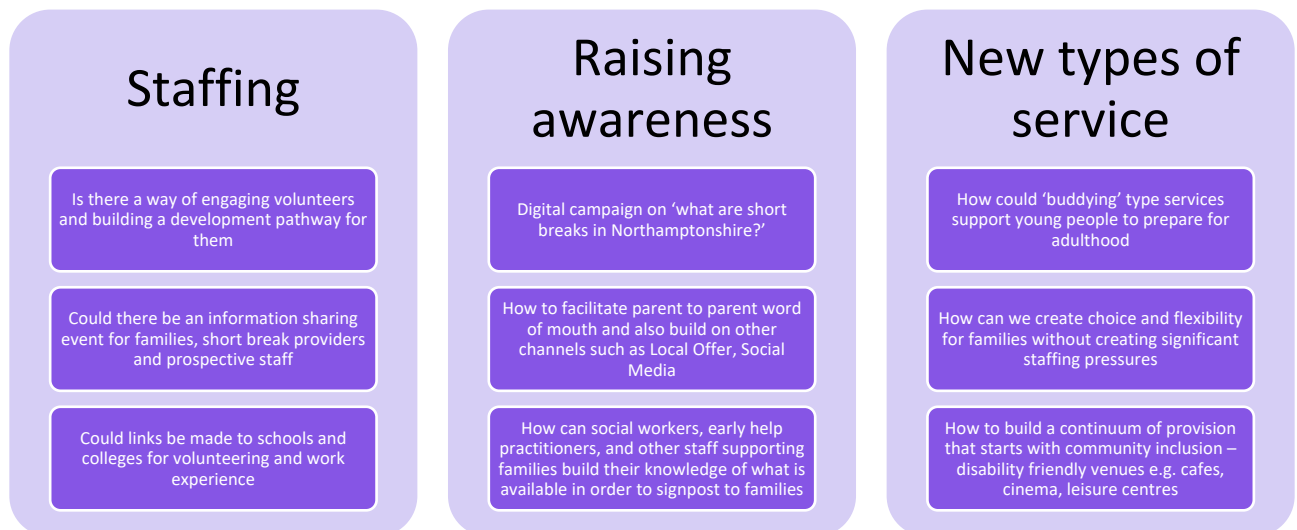 Staffing
Is there a way of engaging volunteers
and building a development pathway for
them
Could there be an information sharing
event for families, short break providers
and prospective staff
Could links be made to schools and
colleges for volunteering and work
experience
Raising
awareness
Digital campaign on ‘what are short
breaks in Northamptonshire?’
How to facilitate parent to parent word
of mouth and also build on other
channels such as Local Offer, Social
Media
How can social workers, early help
practitioners, and other staff supporting
families build their knowledge of what is
available in order to signpost to families
New types of
service
How could ‘buddying’ type services
support young people to prepare for
adulthood
How can we create choice and flexibility
for families without creating significant
staffing pressures
How to build a continuum of provision
that starts with community inclusion –
disability friendly venues e.g. cafes,
cinema, leisure centres